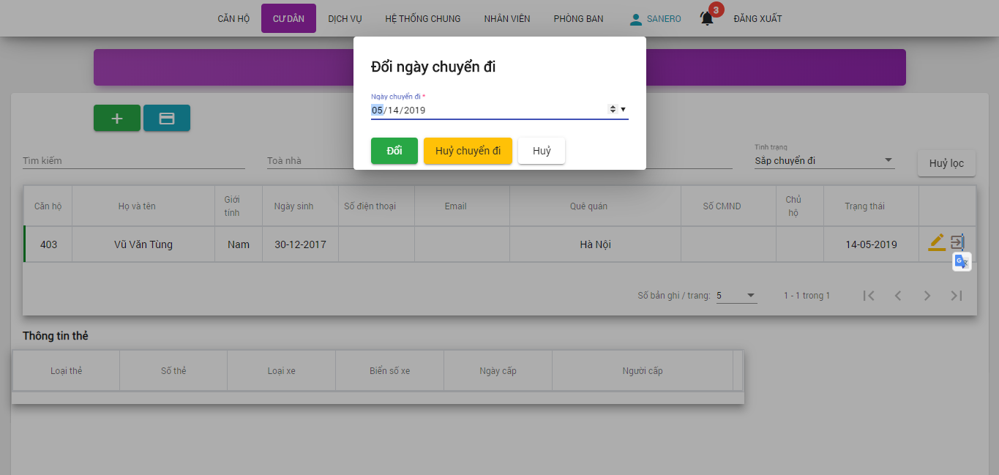 CĂN HỘ CƯ DÂN DỊCH VỤ HỆ THỐNG CHUNG NHÂN VIÊN PHÒNG BAN SANERO 3 ĐĂNG XUẤT
Đổi ngày chuyển đi
Ngày chuyển đi *
05/14/2019
Đổi Huỷ chuyển đi Huỷ
Tìm kiếm Toà nhà Tình trạng Sắp chuyển đi Huỷ lọc
Căn hộ Họ và tên Giới tính Ngày sinh Số điện thoại Email Quê quán Số CMND Chủ hộ Trạng thái
403 Vũ Văn Tùng Nam 30-12-2017 Hà Nội 14-05-2019
Số bản ghi / trang: 5 1 - 1 trong 1
Thông tin thẻ
Loại thẻ Số thẻ Loại xe Biển số xe Ngày cấp Người cấp